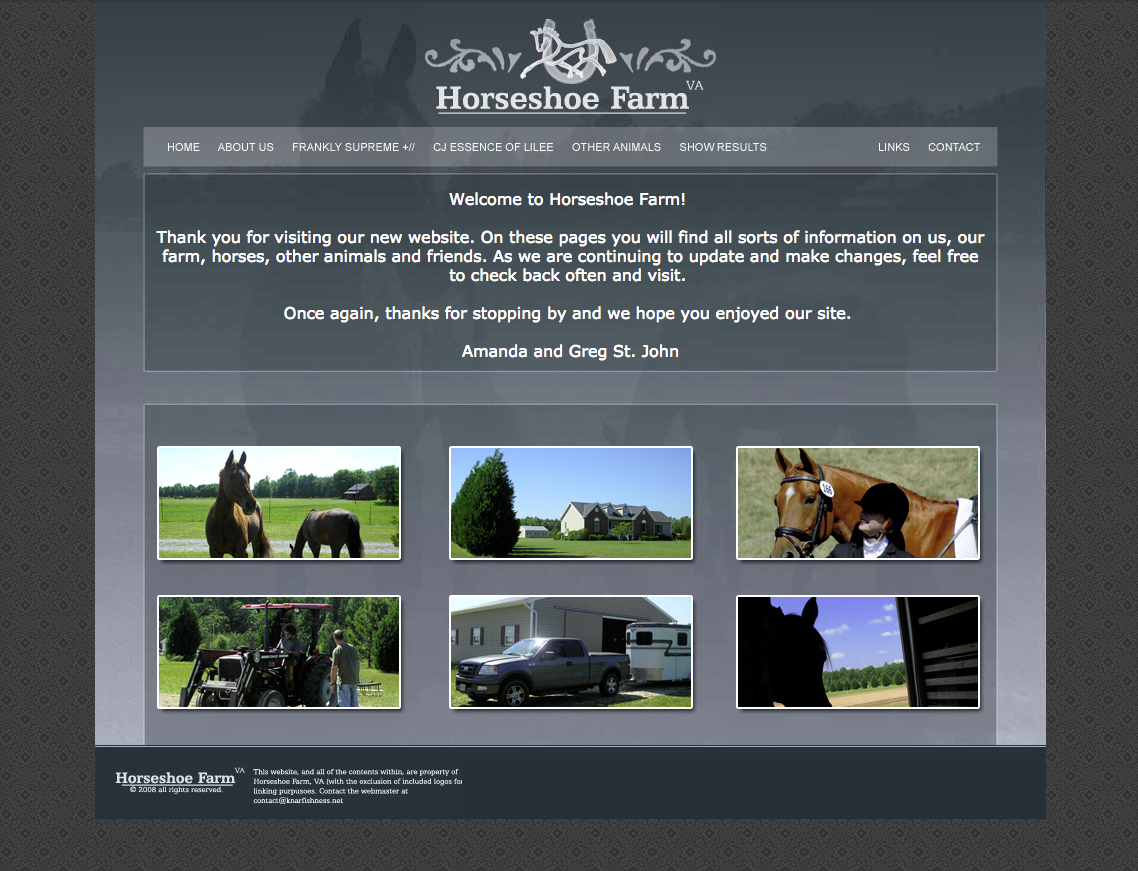 Horseshoe Farm VA
HOME ABOUT US FRANKLY SUPREME +// CJ ESSENCE OF LILEE OTHER ANIMALS SHOW RESULTS LINKS CONTACT
Welcome to Horseshoe Farm!
Thank you for visiting our new website. On these pages you will find all sorts of information on us, our
farm, horses, other animals and friends. As we are continuing to update and make changes, feel free
to check back often and visit.
Once again, thanks for stopping by and we hope you enjoyed our site.
Amanda and Greg St. John
Horseshoe Farm VA
© 2008 all rights reserved.
This website, and all of the contents within, are property of
Horseshoe Farm, VA (with the exclusion of included logos for
linking purpusoes. Contact the webmaster at
contact@knarfishness.net